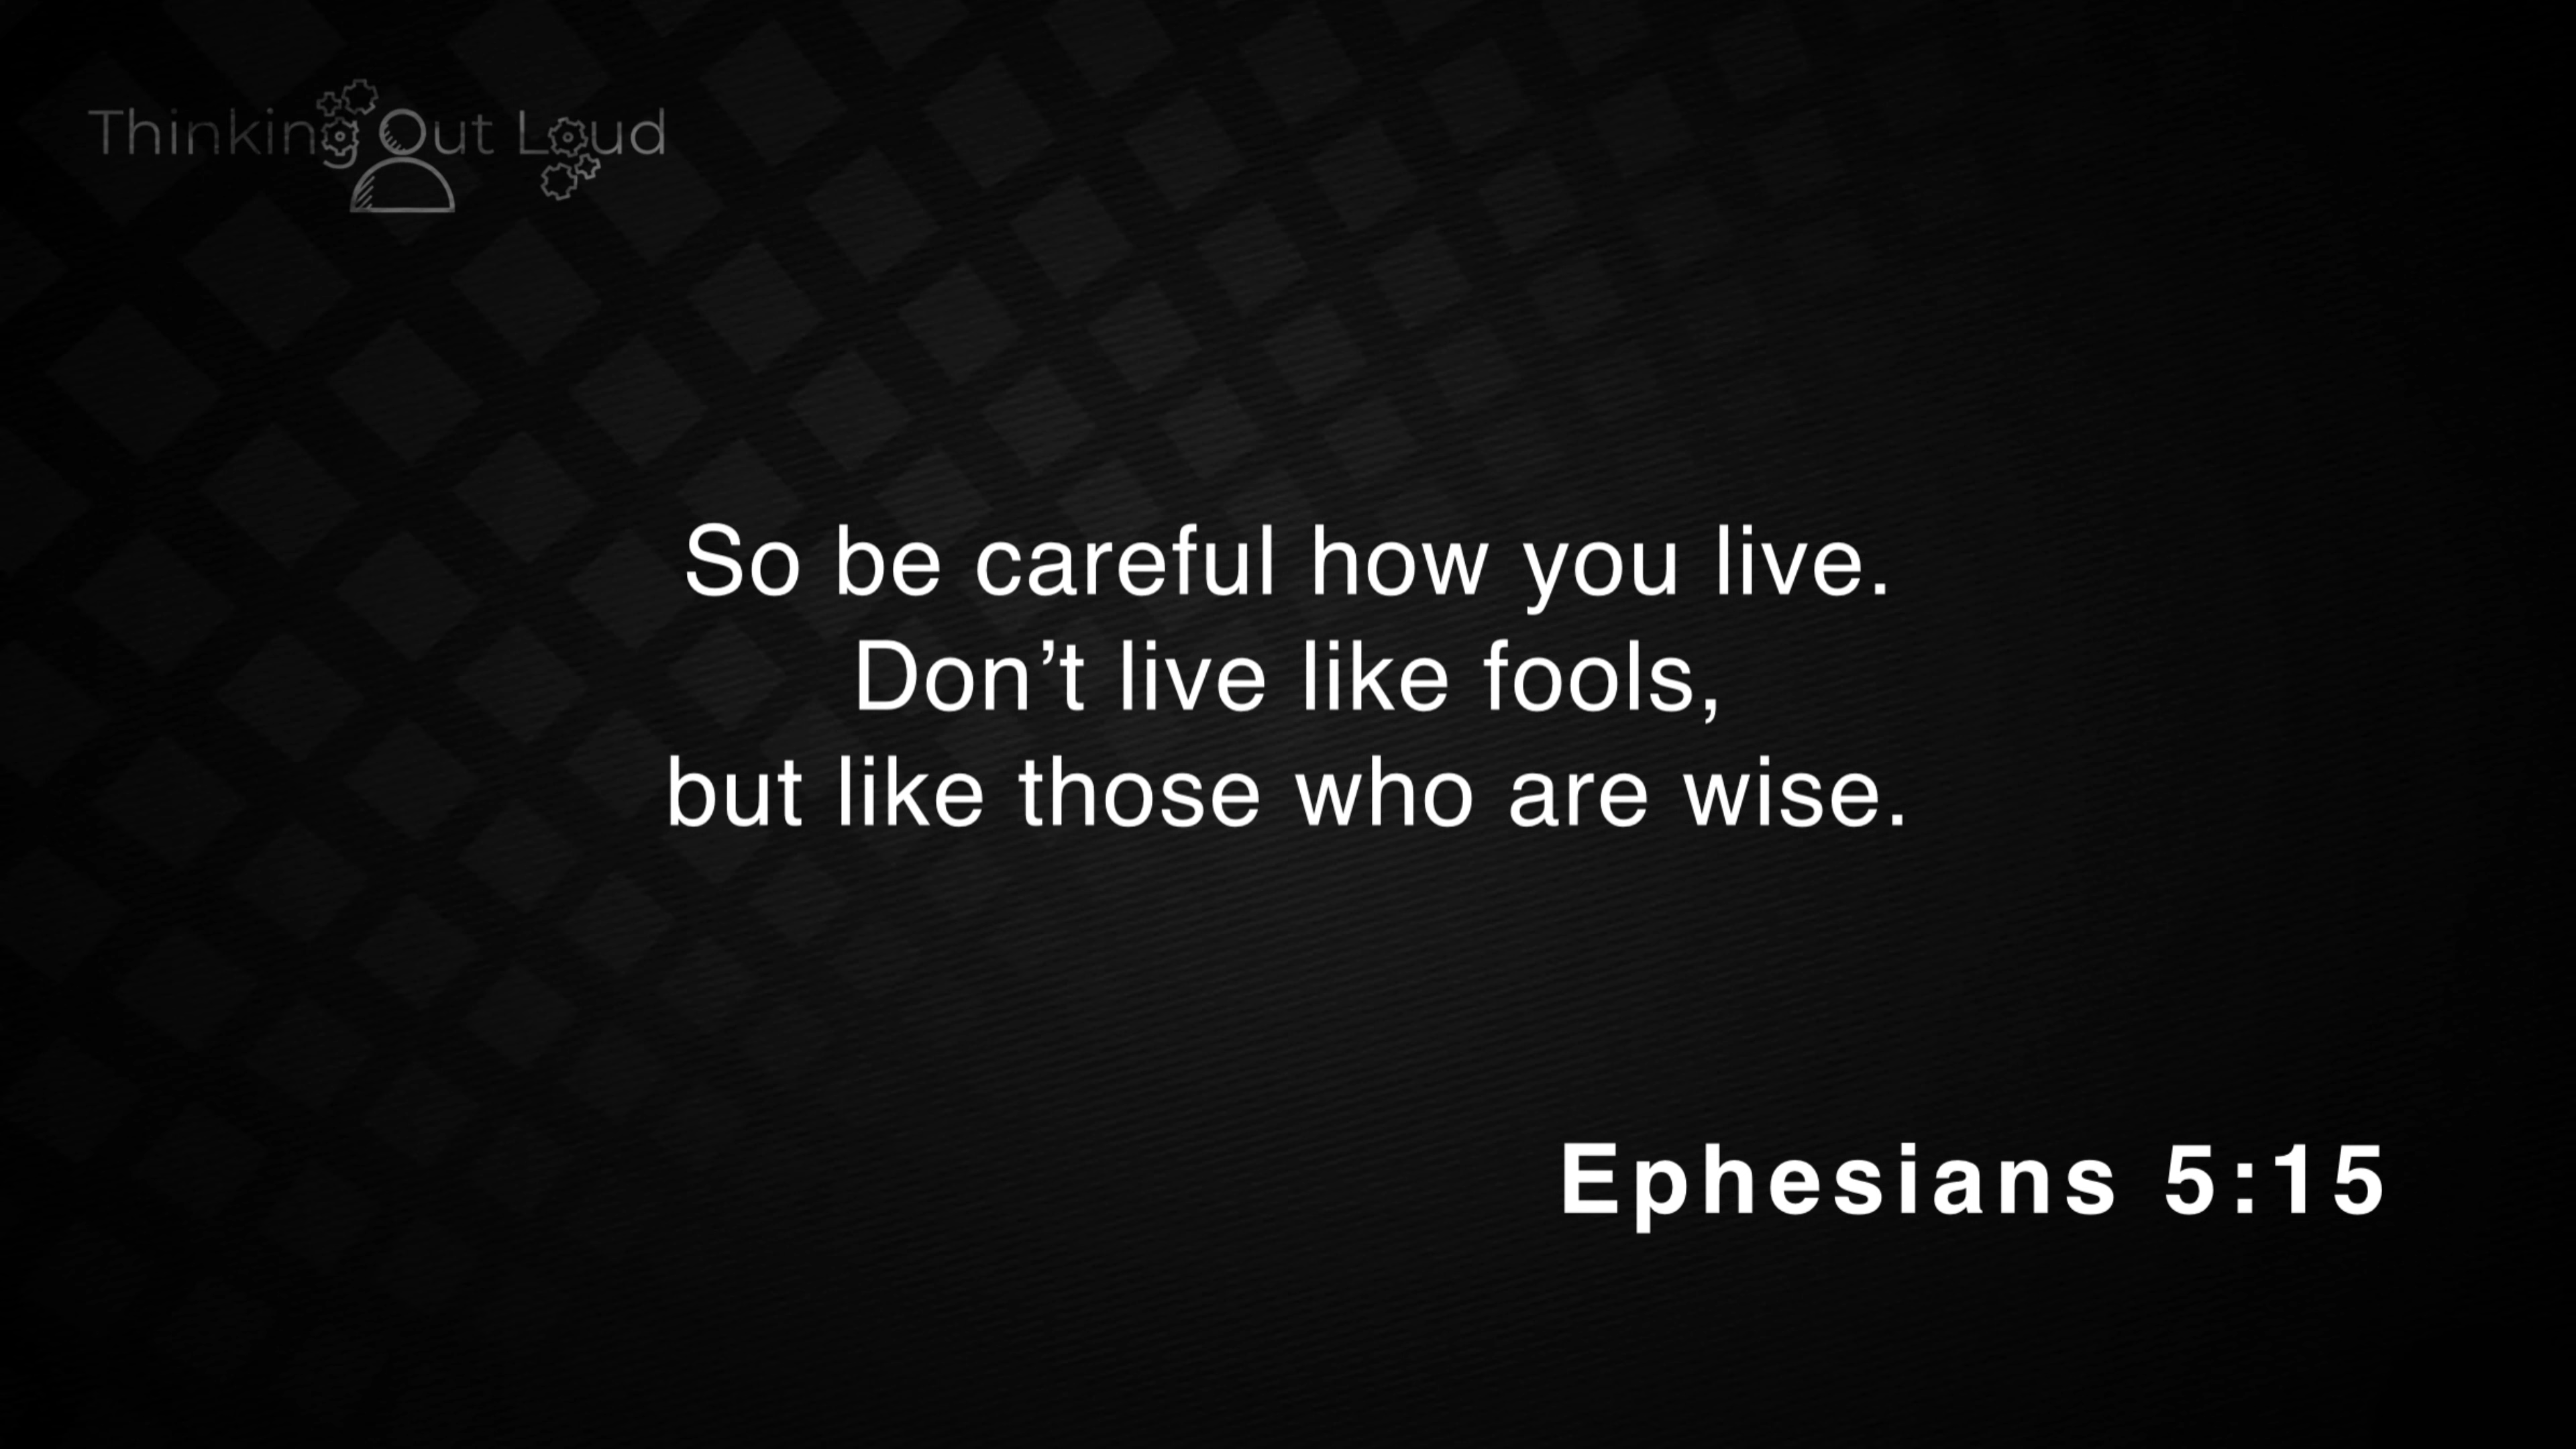 Thinking Out Loud
So be careful how you live.
Don’t live like fools,
but like those who are wise.
Ephesians 5:15